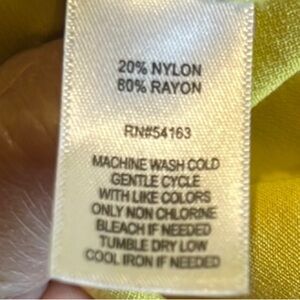 20% NYLON
80% RAYON
RN#54163
MACHINE WASH COLD
GENTLE CYCLE
WITH LIKE COLORS
ONLY NON CHLORINE
BLEACH IF NEEDED
TUMBLE DRY LOW
COOL IRON IF NEEDED